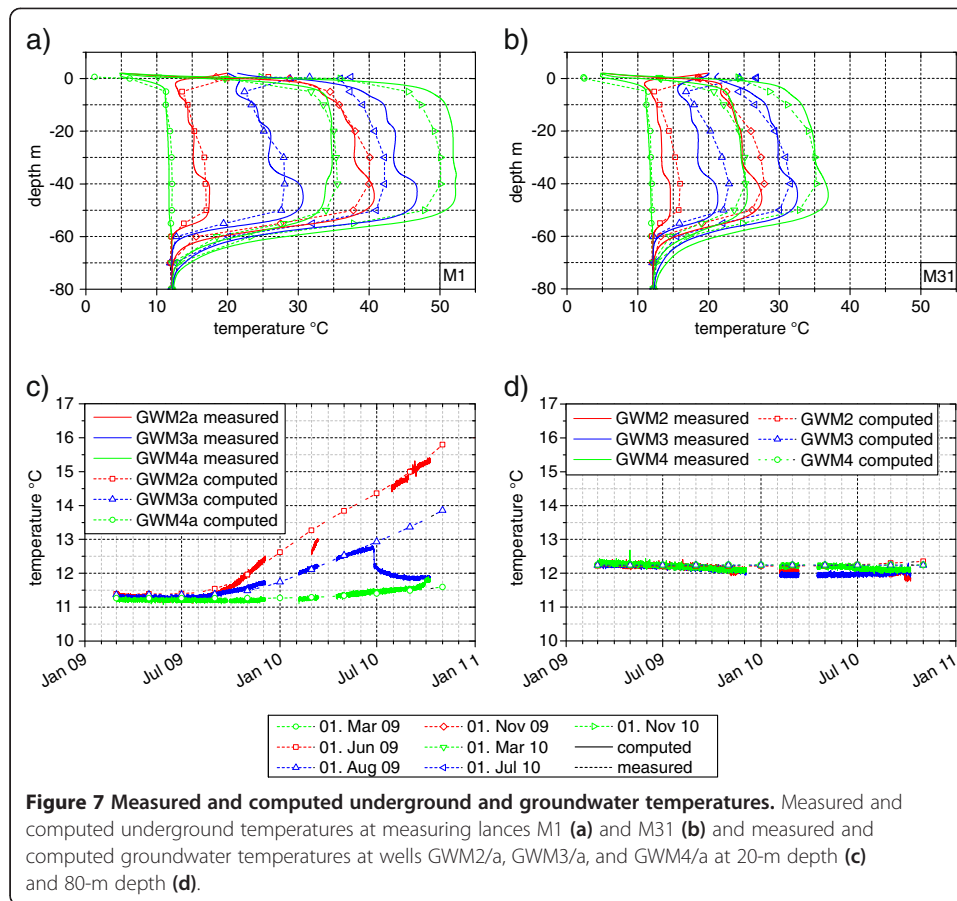 a)
b)
0
-20
-40
-60
-80
depth m
M1
0 10 20 30 40 50
temperature °C
0
-20
-40
-60
-80
depth m
M31
0 10 20 30 40 50
temperature °C
c)
d)
17
16
15
14
13
12
11
10
temperature °C
GWM2a measured
GWM3a measured
GWM4a measured
GWM2a computed
GWM3a computed
GWM4a computed
Jan 09 Jul 09 Jan 10 Jul 10 Jan 11
17
16
15
14
13
12
11
10
temperature °C
GWM2 measured GWM2 computed
GWM3 measured GWM3 computed
GWM4 measured GWM4 computed
Jan 09 Jul 09 Jan 10 Jul 10 Jan 11
01. Mar 09 01. Nov 09 01. Nov 10
01. Jun 09 01. Mar 10 computed
01. Aug 09 01. Jul 10 measured
Figure 7 Measured and computed underground and groundwater temperatures. Measured and
computed underground temperatures at measuring lances M1 (a) and M31 (b) and measured and
computed groundwater temperatures at wells GWM2/a, GWM3/a, and GWM4/a at 20-m depth (c)
and 80-m depth (d).